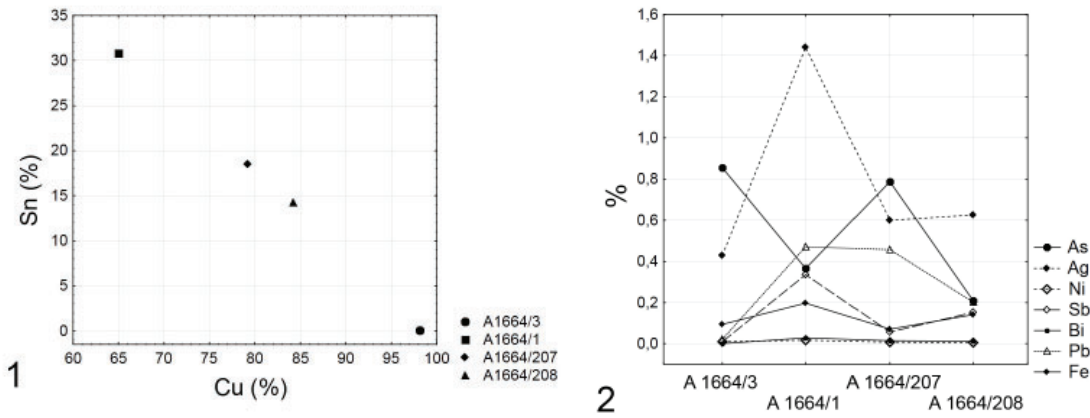 35
30
25
20
15
10
5
0
Sn (%)
60 65 70 75 80 85 90 95 100
Cu (%)
A1664/3
A1664/1
A1664/207
A1664/208
1
1,6
1,4
1,2
1,0
0,8
0,6
0,4
0,2
0,0
%
A 1664/3 A 1664/207
A 1664/1 A 1664/208
As
Ag
Ni
Sb
Bi
Pb
Fe
2